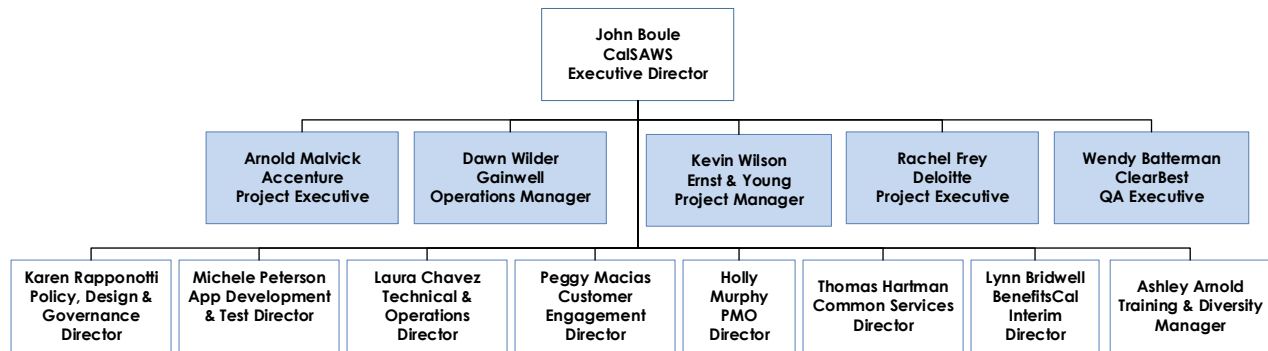 John Boule
CalSAWS
Executive Director
Arnold Malvick
Accenture
Project Executive
Dawn Wilder
Gainwell
Operations Manager
Kevin Wilson
Ernst & Young
Project Manager
Rachel Frey
Deloitte
Project Executive
Wendy Batterman
ClearBest
QA Executive
Karen Rapponotti
Policy, Design &
Governance
Director
Michele Peterson
App Development
& Test Director
Laura Chavez
Technical &
Operations
Director
Peggy Macias
Customer
Engagement
Director
Holly
Murphy
PMO
Director
Thomas Hartman
Common Services
Director
Lynn Bridwell
BenefitsCal
Interim
Director
Ashley Arnold
Training & Diversity
Manager